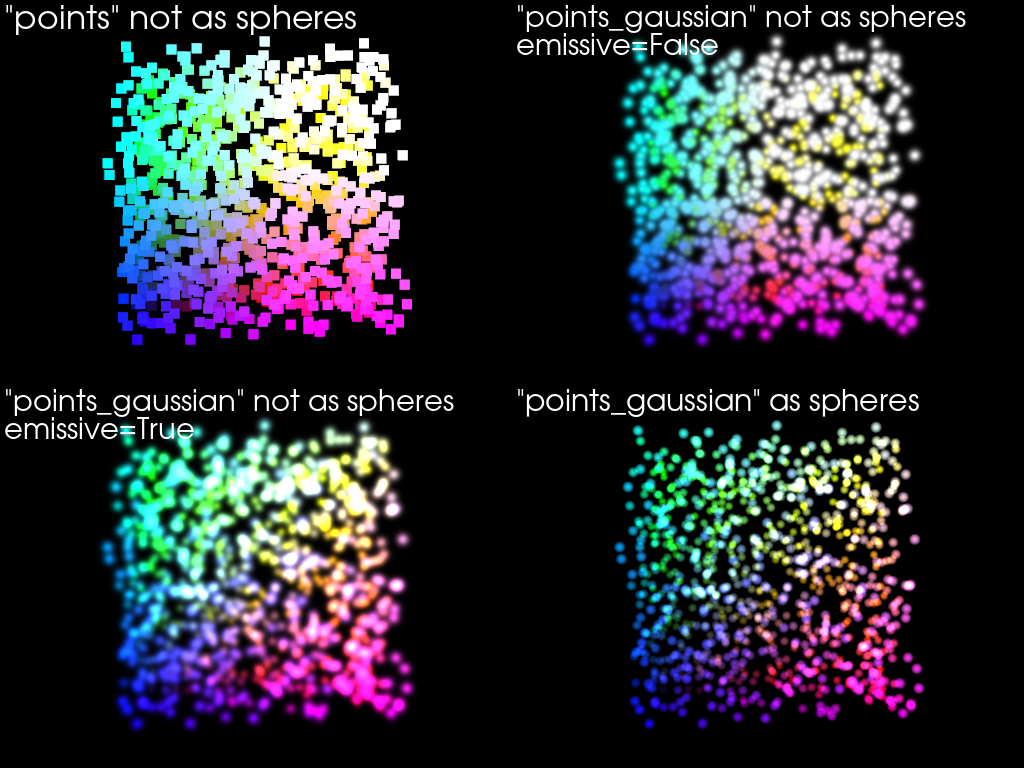 "points" not as spheres
"points_gaussian" not as spheres
emissive=False
"points_gaussian" not as spheres
emissive=True
"points_gaussian" as spheres